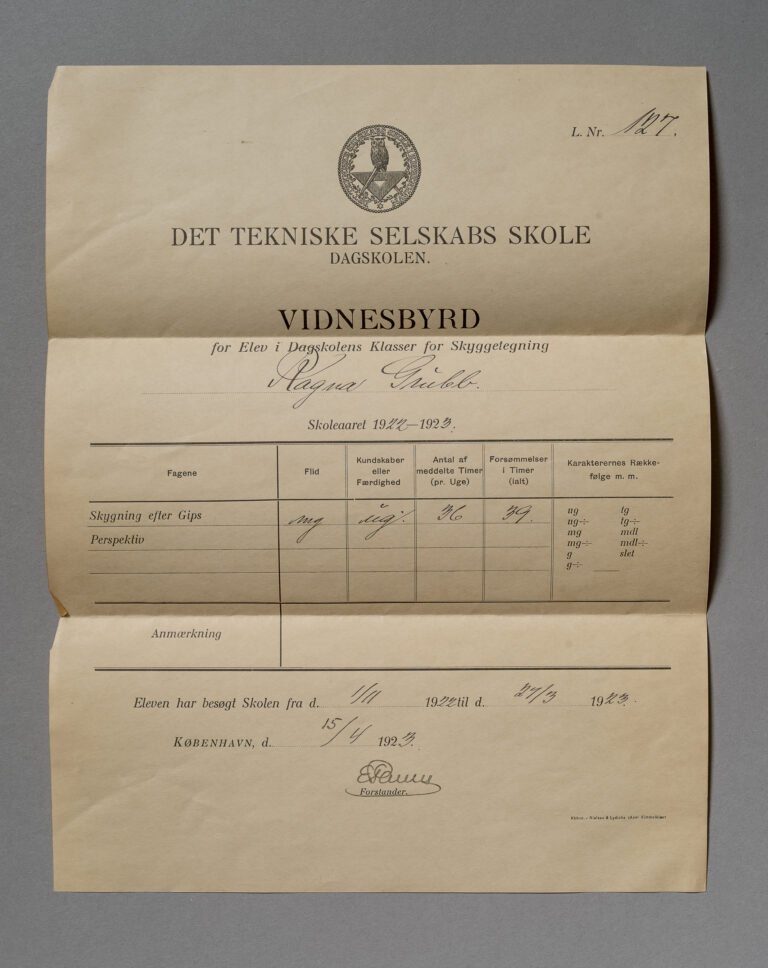 L. Nr. 127.
DET TEKNISKE SELSKABS SKOLE
DAGSKOLEN.
VIDNESBYRD
for Elev i Dagskolens Klasser for Skyggetegning
Ragna Grubb.
Skoleaaret 1922—1923.
Fagene
Flid
Kundskaber
eller
Færdighed
Antal af
meddelte Timer
(pr. Uge)
Forsømmelser
i Timer
(ialt)
Karakterernes Række-
følge m. m.
Skygning efter Gips mg ug÷ 36 39.
Perspektiv
ug tg
ug÷ tg÷
mg mdl
mg÷ mdl÷
g slet
g÷
Anmærkning
Eleven har besøgt Skolen fra d. 1/11 1922 til d. 27/3 1923.
KØBENHAVN, d. 15/4 1923.
Forstander.